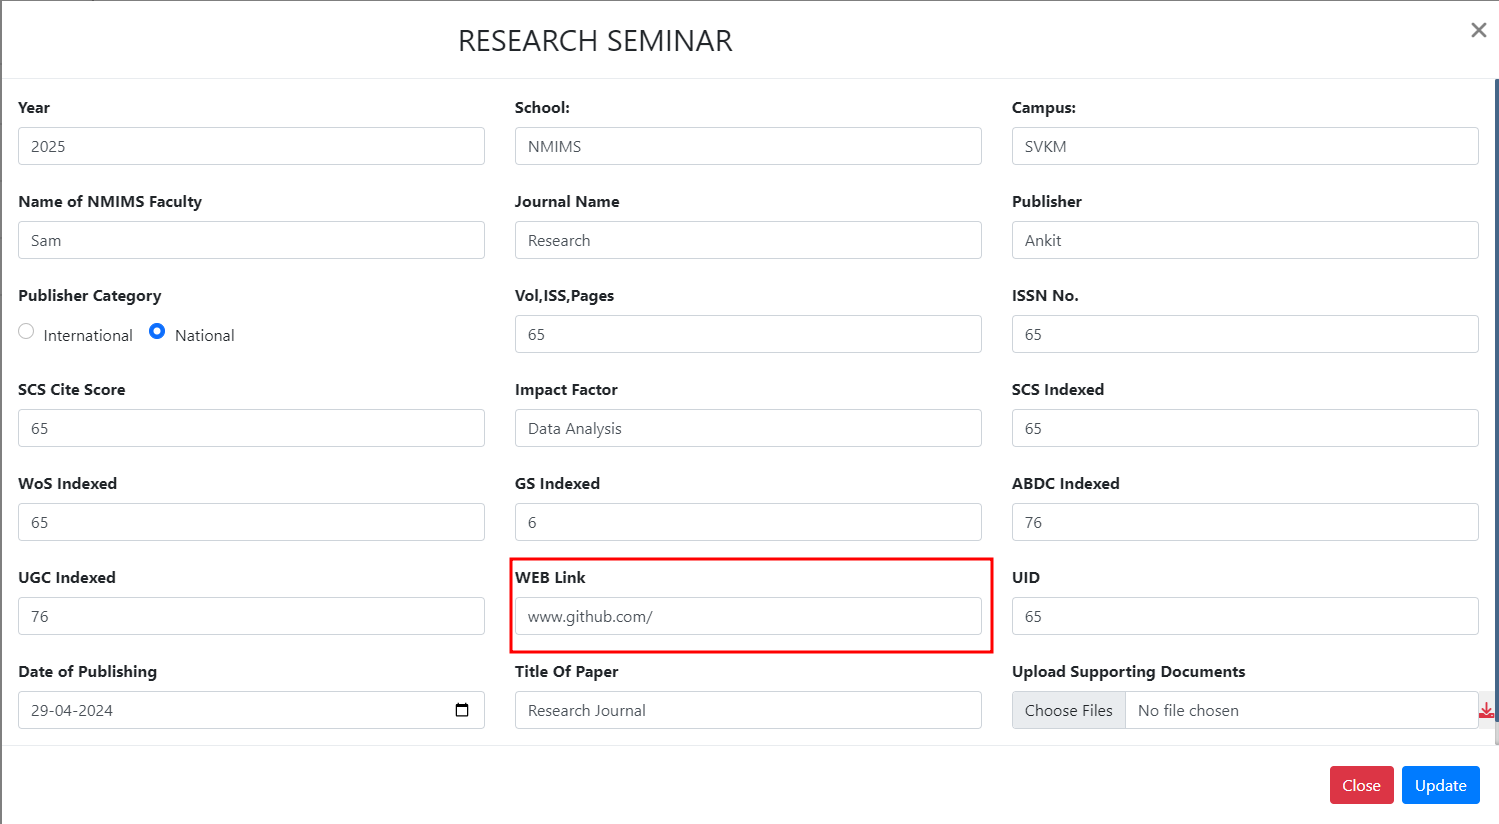 RESEARCH SEMINAR
Year School: Campus:
2025 NMIMS SVKM
Name of NMIMS Faculty Journal Name Publisher
Sam Research Ankit
Publisher Category Vol,ISS,Pages ISSN No.
International National 65 65
SCS Cite Score Impact Factor SCS Indexed
65 Data Analysis 65
WoS Indexed GS Indexed ABDC Indexed
65 6 76
UGC Indexed WEB Link UID
76 www.github.com/ 65
Date of Publishing Title Of Paper Upload Supporting Documents
29-04-2024 Research Journal Choose Files No file chosen
Close Update